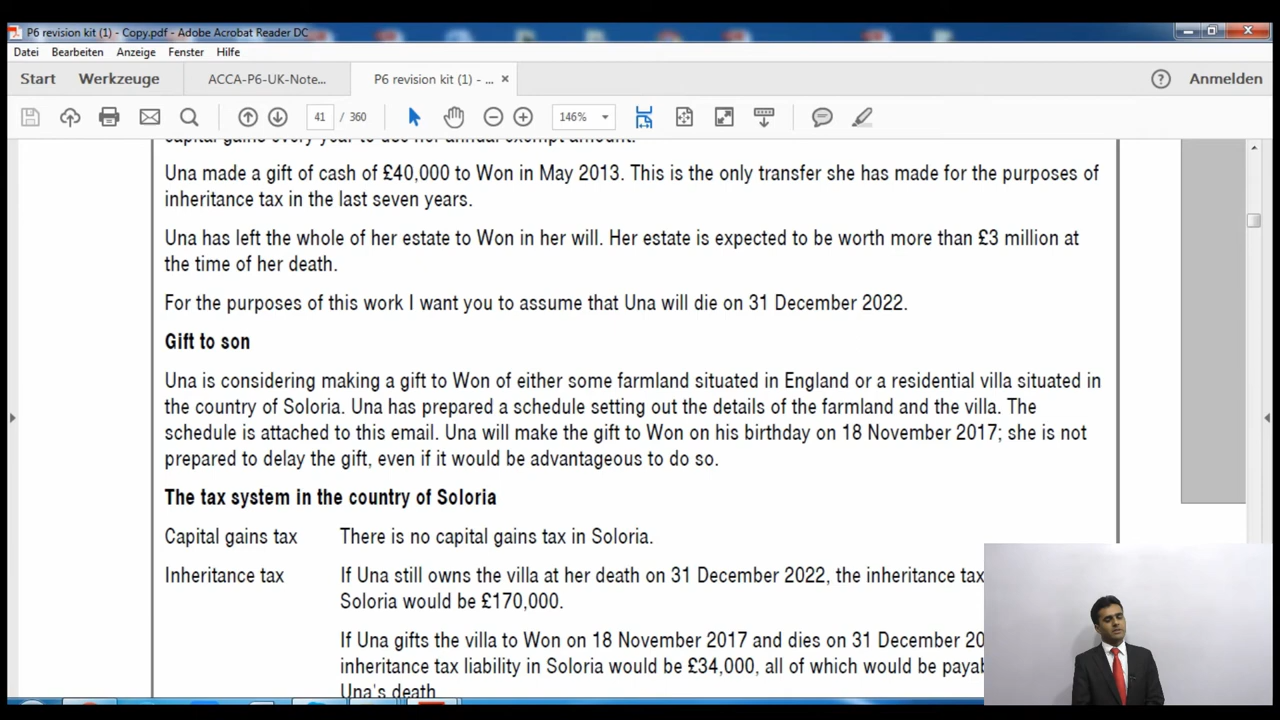 P6 revision kit (1) - Copy.pdf - Adobe Acrobat Reader DC
Datei Bearbeiten Anzeige Fenster Hilfe
Start Werkzeuge ACCA-P6-UK-Note... P6 revision kit (1) - ... × ? Anmelden
41 / 360 146%
capital gains every year to use her annual exempt amount.
Una made a gift of cash of £40,000 to Won in May 2013. This is the only transfer she has made for the purposes of
inheritance tax in the last seven years.
Una has left the whole of her estate to Won in her will. Her estate is expected to be worth more than £3 million at
the time of her death.
For the purposes of this work I want you to assume that Una will die on 31 December 2022.
Gift to son
Una is considering making a gift to Won of either some farmland situated in England or a residential villa situated in
the country of Soloria. Una has prepared a schedule setting out the details of the farmland and the villa. The
schedule is attached to this email. Una will make the gift to Won on his birthday on 18 November 2017; she is not
prepared to delay the gift, even if it would be advantageous to do so.
The tax system in the country of Soloria
Capital gains tax There is no capital gains tax in Soloria.
Inheritance tax If Una still owns the villa at her death on 31 December 2022, the inheritance tax
Soloria would be £170,000.
If Una gifts the villa to Won on 18 November 2017 and dies on 31 December 20
inheritance tax liability in Soloria would be £34,000, all of which would be payab
Una's death